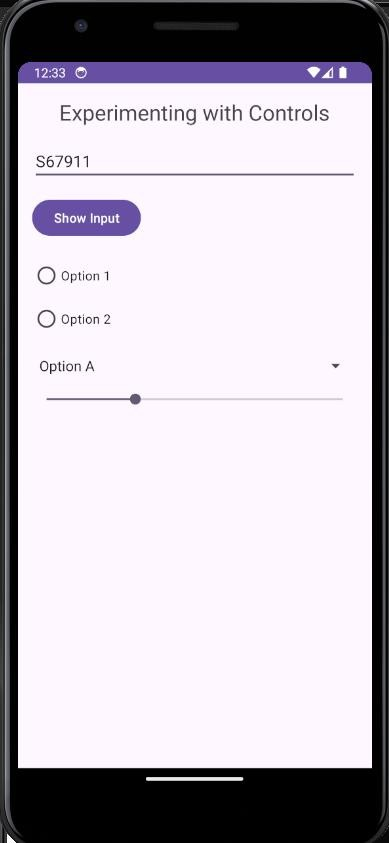 12:33
Experimenting with Controls
S67911
Show Input
Option 1
Option 2
Option A